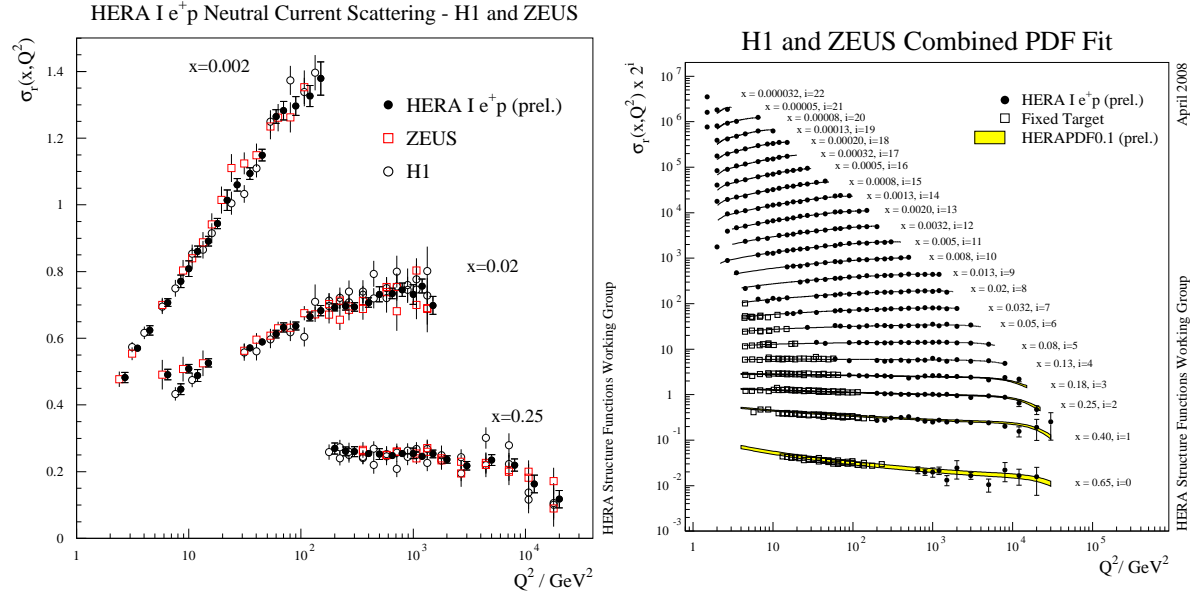 HERA I e⁺p Neutral Current Scattering - H1 and ZEUS
σᵣ(x,Q²)
1.4
1.2
1
0.8
0.6
0.4
0.2
0
x=0.002
HERA I e⁺p (prel.)
ZEUS
H1
x=0.02
x=0.25
1
10
10²
10³
10⁴
Q² / GeV²
HERA Structure Functions Working Group
H1 and ZEUS Combined PDF Fit
σᵣ(x,Q²) x 2ⁱ
10⁷
10⁶
10⁵
10⁴
10³
10²
10
1
10⁻¹
10⁻²
10⁻³
x = 0.000032, i=22
x = 0.00005, i=21
x = 0.00008, i=20
x = 0.00013, i=19
x = 0.00020, i=18
x = 0.00032, i=17
x = 0.0005, i=16
x = 0.0008, i=15
x = 0.0013, i=14
x = 0.0020, i=13
x = 0.0032, i=12
x = 0.005, i=11
x = 0.008, i=10
x = 0.013, i=9
x = 0.02, i=8
x = 0.032, i=7
x = 0.05, i=6
x = 0.08, i=5
x = 0.13, i=4
x = 0.18, i=3
x = 0.25, i=2
x = 0.40, i=1
x = 0.65, i=0
HERA I e⁺p (prel.)
Fixed Target
HERAPDF0.1 (prel.)
1
10
10²
10³
10⁴
10⁵
Q² / GeV²
April 2008
HERA Structure Functions Working Group